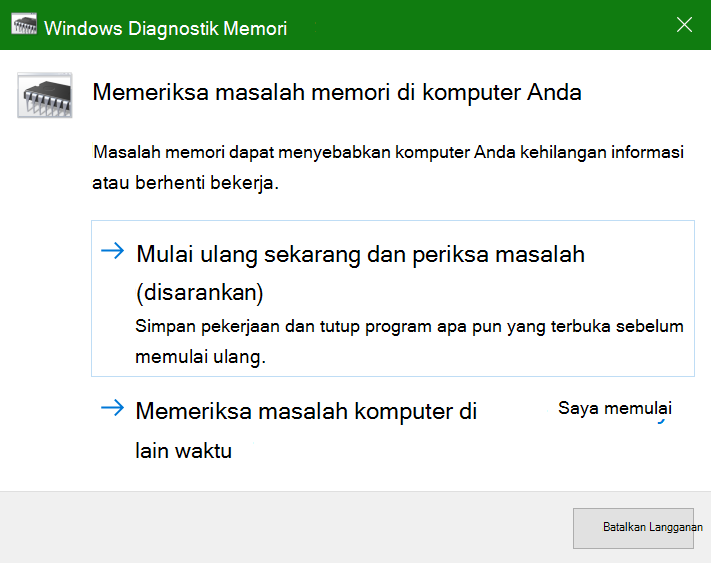 Windows Diagnostik Memori
Memeriksa masalah memori di komputer Anda
Masalah memori dapat menyebabkan komputer Anda kehilangan informasi
atau berhenti bekerja.
Mulai ulang sekarang dan periksa masalah
(disarankan)
Simpan pekerjaan dan tutup program apa pun yang terbuka sebelum
memulai ulang.
Memeriksa masalah komputer di
lain waktu
Saya memulai
Batalkan Langganan